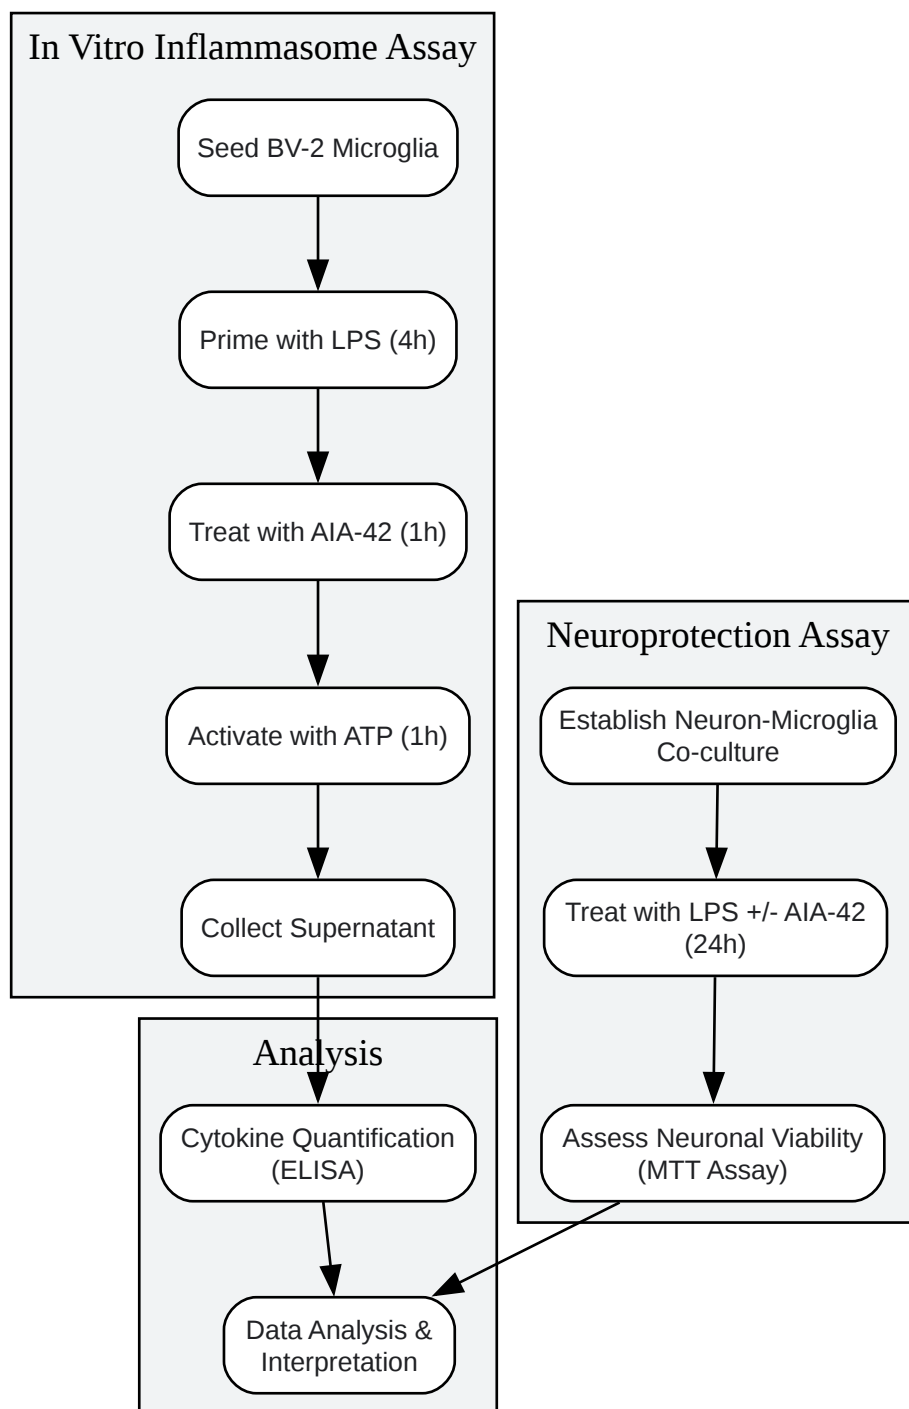 In Vitro Inflammasome Assay
Seed BV-2 Microglia
Prime with LPS (4h)
Treat with AIA-42 (1h)
Activate with ATP (1h)
Collect Supernatant
Neuroprotection Assay
Establish Neuron-Microglia
Co-culture
Treat with LPS +/- AIA-42
(24h)
Assess Neuronal Viability
(MTT Assay)
Analysis
Cytokine Quantification
(ELISA)
Data Analysis &
Interpretation